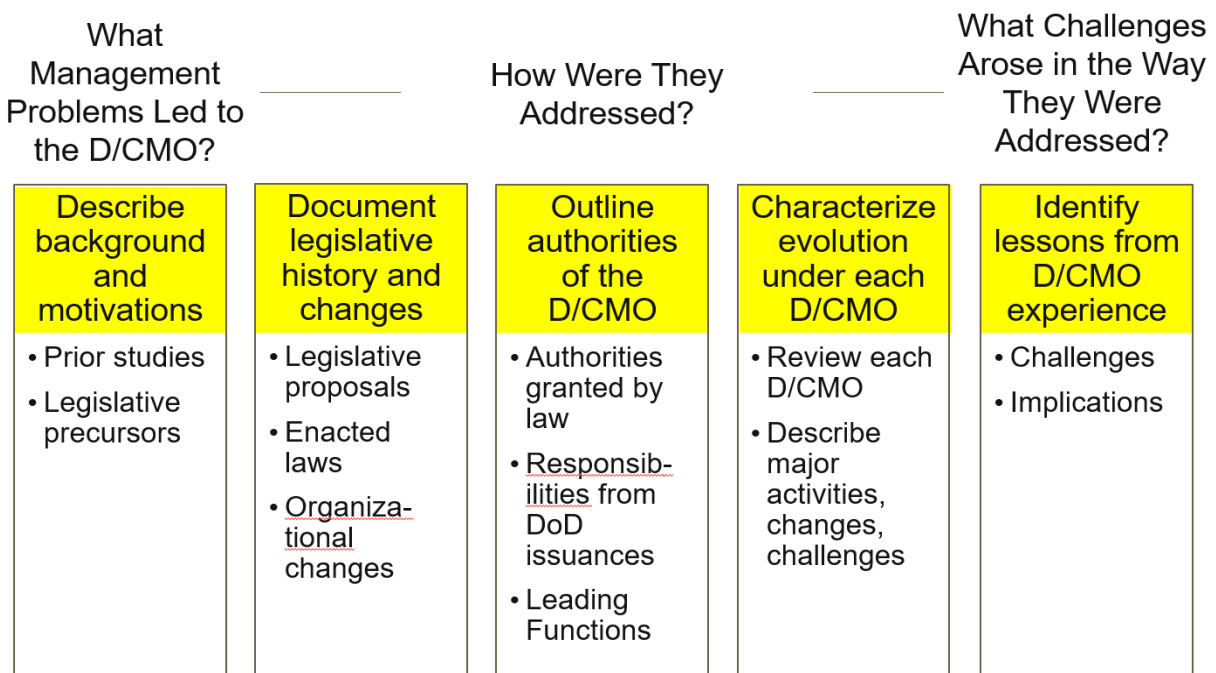 What
Management
Problems Led to
the D/CMO?
How Were They
Addressed?
What Challenges
Arose in the Way
They Were
Addressed?
Describe
background
and
motivations
• Prior studies
• Legislative
precursors
Document
legislative
history and
changes
• Legislative
proposals
• Enacted
laws
• Organiza-
tional
changes
Outline
authorities
of the
D/CMO
• Authorities
granted by
law
• Responsib-
ilities from
DoD
issuances
• Leading
Functions
Characterize
evolution
under each
D/CMO
• Review each
D/CMO
• Describe
major
activities,
changes,
challenges
Identify
lessons from
D/CMO
experience
• Challenges
• Implications